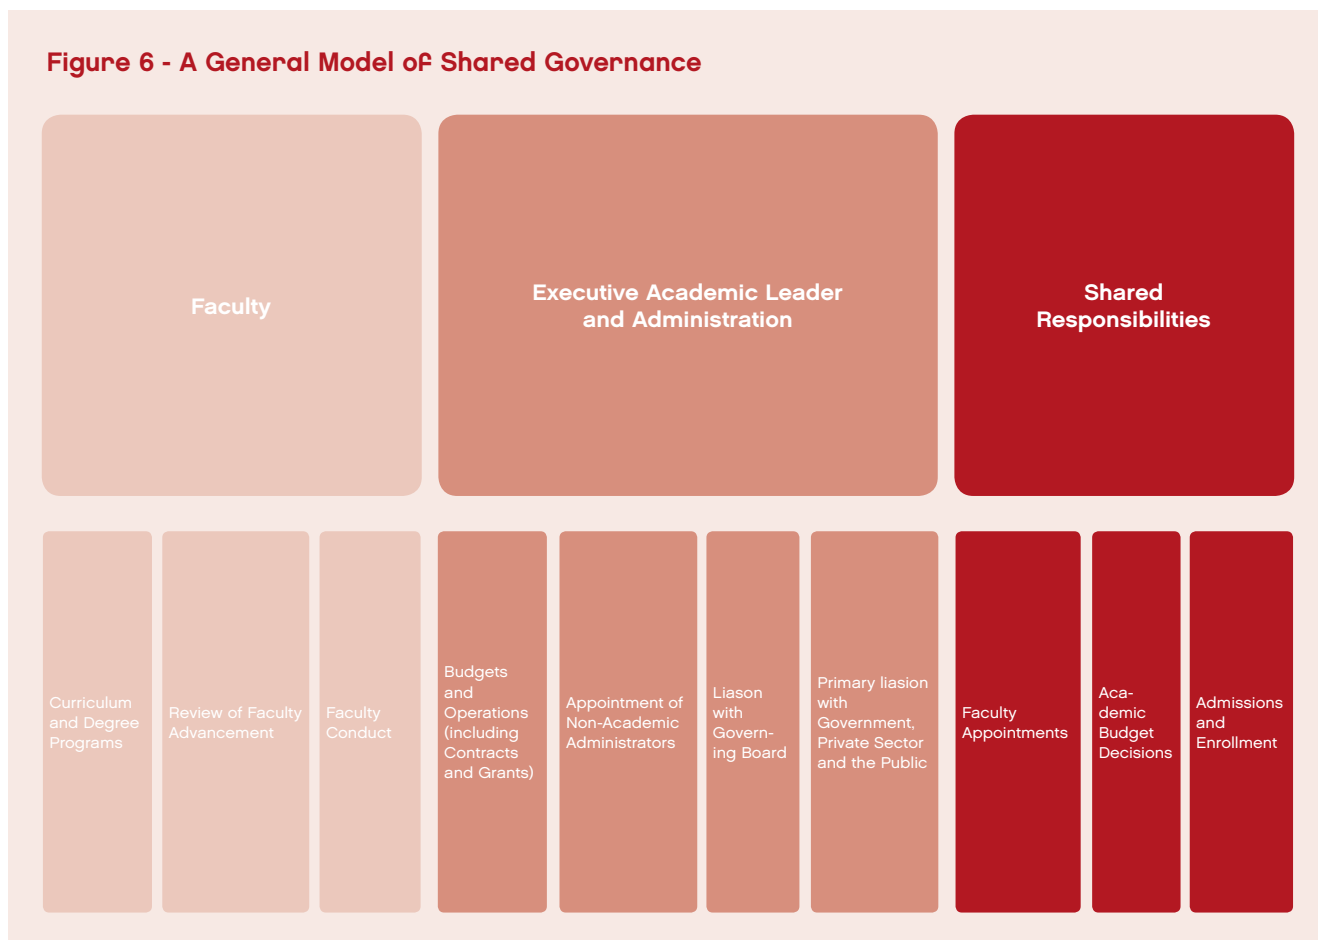 Figure 6 - A General Model of Shared Governance
Faculty
Executive Academic Leader
and Administration
Shared
Responsibilities
Curriculum
and Degree
Programs
Review of Faculty
Advancement
Faculty
Conduct
Budgets
and
Operations
(including
Contracts
and Grants)
Appointment of
Non-Academic
Administrators
Liason
with
Govern-
ing Board
Primary liasion
with
Government,
Private Sector
and the Public
Faculty
Appointments
Aca-
demic
Budget
Decisions
Admissions
and
Enrollment